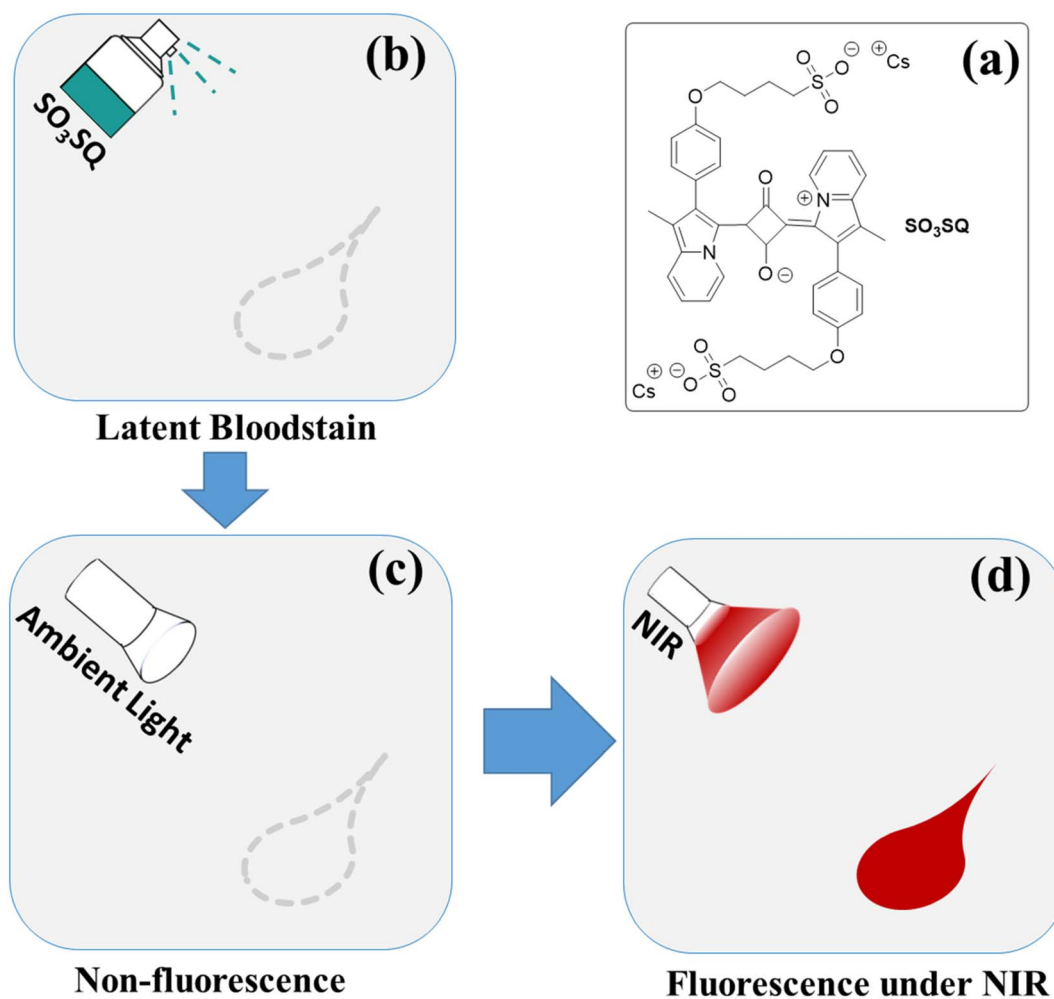 (b)
SO₃SQ
Latent Bloodstain
(a)
O
O
S
O
⊖
⊕
Cs
O
O
N
⊕
N
O
⊖
SO₃SQ
O
O
S
O
O
⊖
⊕
Cs
(c)
Ambient Light
Non-fluorescence
(d)
NIR
Fluorescence under NIR